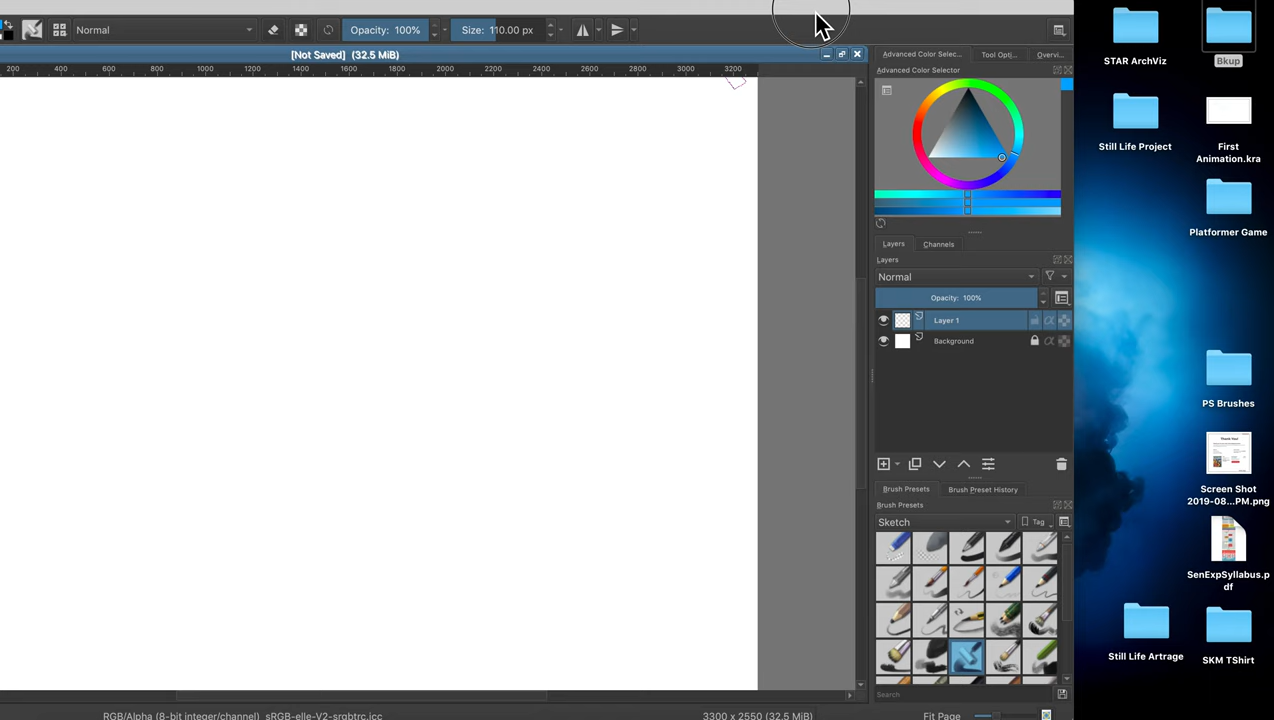 Normal
Opacity: 100%
Size: 110.00 px
[Not Saved] (32.5 MiB)
200 400 600 800 1000 1200 1400 1600 1800 2000 2200 2400 2600 2800 3000 3200
Advanced Color Selec...
Tool Opti...
Overvi...
Advanced Color Selector
Layers
Channels
Layers
Normal
Opacity: 100%
Layer 1
Background
Brush Presets
Brush Preset History
Brush Presets
Sketch
Tag
Search
RGB/Alpha (8-bit integer/channel) sRGB-elle-V2-srgbtrc.icc
3300 x 2550 (32.5 MiB)
Fit Page
STAR ArchViz
Bkup
Still Life Project
First
Animation.kra
Platformer Game
PS Brushes
Screen Shot
2019-08...PM.png
SenExpSyllabus.p
df
Still Life Artrage
SKM TShirt